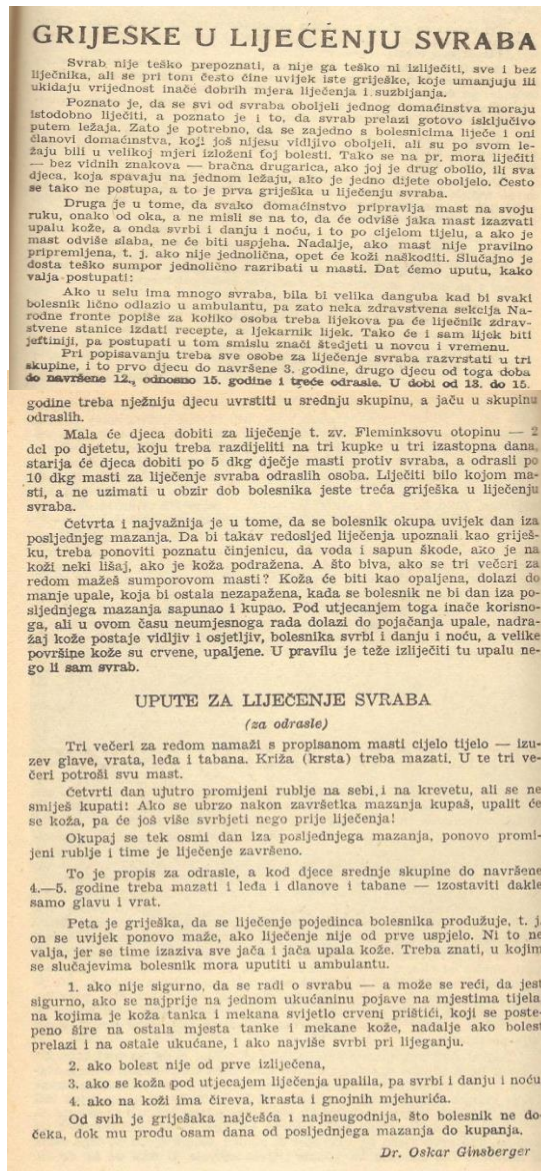 GRIJESKE U LIJEČENJU SVRABA
Svrab nije teško prepoznati, a nije ga teško ni izliječiti, sve i bez
liječnika, ali se pri tom često čine uvijek iste griješke, koje umanjuju ili
ukidaju vrijednost inače dobrih mjera liječenja i suzbijanja.
Poznato je, da se svi od svraba oboljeli jednog domaćinstva moraju
istodobno liječiti, a poznato je i to, da svrab prelazi gotovo isključivo
putem ležaja. Zato je potrebno, da se zajedno s bolesnicima liječe i oni
članovi domaćinstva, koji još nijesu vidljivo oboljeli, ali su po svom le-
žaju bili u velikoj mjeri izloženi toj bolesti. Tako se na pr. mora liječiti
— bez vidnih znakova — bračna drugarica, ako joj je drug obolio, ili sva
djeca, koja spavaju na jednom ležaju, ako je jedno dijete oboljelo. Često
se tako ne postupa, a to je prva griješka u liječenju svraba.
Druga je u tome, da svako domaćinstvo pripravlja mast na svoju
ruku, onako od oka, a ne misli se na to, da će odviše jaka mast izazvati
upalu kože, a onda svrbi i danju i noću, i to po cijelom tijelu, a ako je
mast odviše slaba, ne će biti uspjeha. Nadalje, ako mast nije pravilno
pripremljena, t. j. ako nije jednolična, opet će koži naškoditi. Slučajno je
dosta teško sumpor jednolično razribati u masti. Dat ćemo uputu, kako
valja postupati:
Ako u selu ima mnogo svraba, bila bi velika danguba kad bi svaki
bolesnik lično odlazio u ambulantu, pa zato neka zdravstvena sekcija Na-
rodne fronte popiše za koliko osoba treba lijekova pa će liječnik zdrav-
stvene stanice izdati recepte, a ljekarnik lijek. Tako će i sam lijek biti
jeftiniji, pa postupati u tom smislu znači štedjeti u novcu i vremenu.
Pri popisavanju treba sve osobe za liječenje svraba razvrstati u tri
skupine, i to prvo djecu do navršene 3. godine, drugo djecu od toga doba
do navršene 12., odnosno 15. godine i treće odrasle. U dobi od 13. do 15.
godine treba nježniju djecu uvrstiti u srednju skupinu, a jaču u skupinu
odraslih.
Mala će djeca dobiti za liječenje t. zv. Fleminksovu otopinu — 2
dcl po djetetu, koju treba razdijeliti na tri kupke u tri izastopna dana,
starija će djeca dobiti po 5 dkg dječje masti protiv svraba, a odrasli po
10 dkg masti za liječenje svraba odraslih osoba. Liječiti bilo kojom ma-
sti, a ne uzimati u obzir dob bolesnika jeste treća griješka u liječenju
svraba.
Četvrta i najvažnija je u tome, da se bolesnik okupa uvijek dan iza
posljednjeg mazanja. Da bi takav redosljed liječenja upoznali kao griješ-
ku, treba ponoviti poznatu činjenicu, da voda i sapun škode, ako je na
koži neki lišaj, ako je koža podražena. A što biva, ako se tri večeri za
redom mažeš sumporovom masti? Koža će biti kao opaljena, dolazi do
manje upale, koja bi ostala nezapažena, kada se bolesnik ne bi dan iza po-
sljednjega mazanja sapunao i kupao. Pod utjecanjem toga inače korisno-
ga, ali u ovom času neumjesnoga rada dolazi do pojačanja upale, nadra-
žaj kože postaje vidljiv i osjetljiv, bolesnika svrbi i danju i noću, a velike
površine kože su crvene, upaljene. U pravilu je teže izliječiti tu upalu ne-
go li sam svrab.
UPUTE ZA LIJEČENJE SVRABA
(za odrasle)
Tri večeri za redom namaži s propisanom masti cijelo tijelo — izu-
zev glave, vrata, leđa i tabana. Križa (krsta) treba mazati. U te tri ve-
čeri potroši svu mast.
Četvrti dan ujutro promijeni rublje na sebi i na krevetu, ali se ne
smiješ kupati! Ako se ubrzo nakon završetka mazanja kupaš, upalit će
se koža, pa će još više svrbjeti nego prije liječenja!
Okupaj se tek osmi dan iza posljednjega mazanja, ponovo promi-
jeni rublje i time je liječenje završeno.
To je propis za odrasle, a kod djece srednje skupine do navršene
4.—5. godine treba mazati i leđa i dlanove i tabane — izostaviti dakle
samo glavu i vrat.
Peta je griješka, da se liječenje pojedinca bolesnika produžuje, t. j.
on se uvijek ponovo maže, ako liječenje nije od prve uspjelo. Ni to ne
valja, jer se time izaziva sve jača i jača upala kože. Treba znati, u kojim
se slučajevima bolesnik mora uputiti u ambulantu.
1. ako nije sigurno, da se radi o svrabu — a može se reći, da jest
sigurno, ako se najprije na jednom ukućaninu pojave na mjestima tijela
na kojima je koža tanka i mekana svijetlo crveni prištići, koji se poste-
peno šire na ostala mjesta tanke i mekane kože, nadalje ako bolest
prelazi i na ostale ukućane, i ako najviše svrbi pri lijeganju.
2. ako bolest nije od prve izliječena,
3. ako se koža pod utjecajem liječenja upalila, pa svrbi i danju i noću
4. ako na koži ima čireva, krasta i gnojnih mjehurića.
Od svih je griješaka najčešća i najneugodnija, što bolesnik ne do-
čeka, dok mu prođu osam dana od posljednjega mazanja do kupanja.
Dr. Oskar Ginsberger